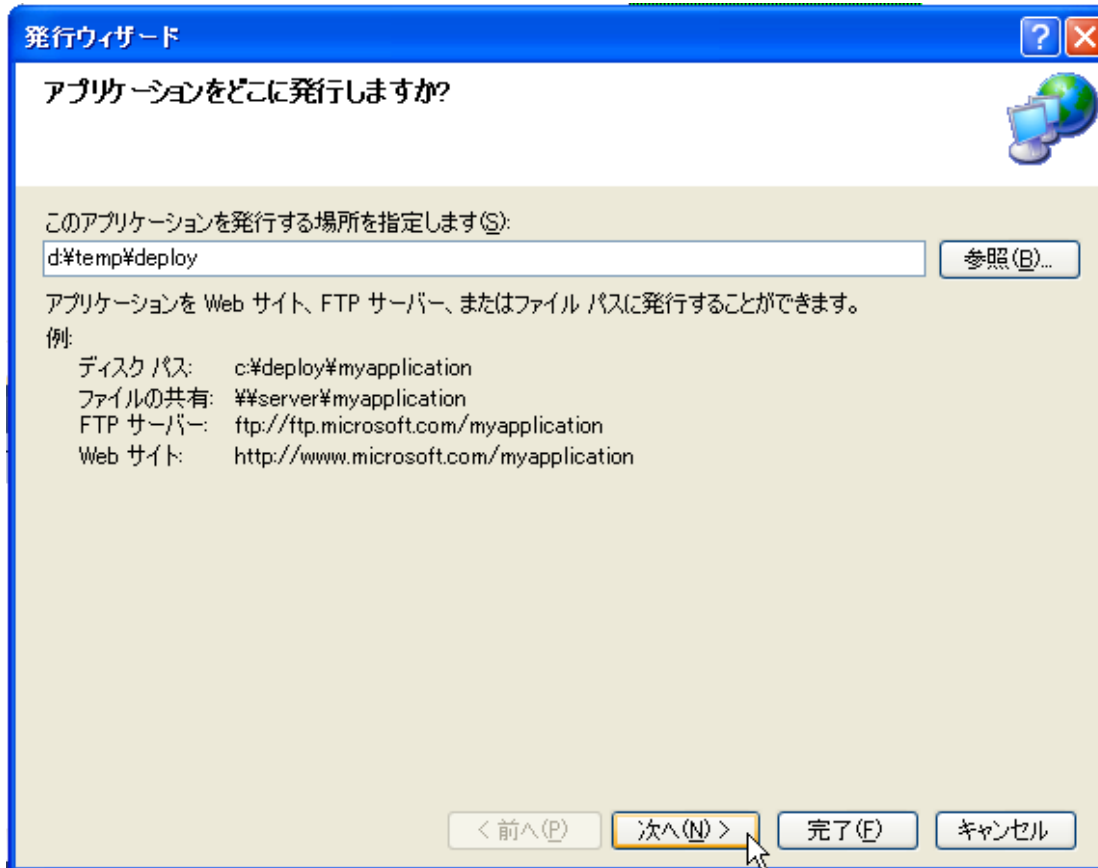 発行ウィザード
アプリケーションをどこに発行しますか?
このアプリケーションを発行する場所を指定します(S):
d:¥temp¥deploy
参照(B)...
アプリケーションを Web サイト、FTP サーバー、またはファイル パスに発行することができます。
例:
ディスク パス: c:¥deploy¥myapplication
ファイルの共有: ¥¥server¥myapplication
FTP サーバー: ftp://ftp.microsoft.com/myapplication
Web サイト: http://www.microsoft.com/myapplication
< 前へ(P) 次へ(N) > 完了(F) キャンセル